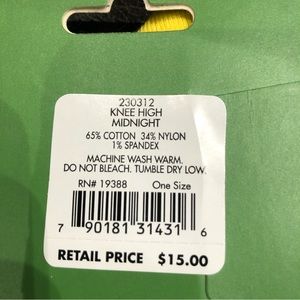 230312
KNEE HIGH
MIDNIGHT
65% COTTON 34% NYLON
1% SPANDEX
MACHINE WASH WARM.
DO NOT BLEACH. TUMBLE DRY LOW.
RN# 19388 One Size
7 90181 31431 6
RETAIL PRICE $15.00